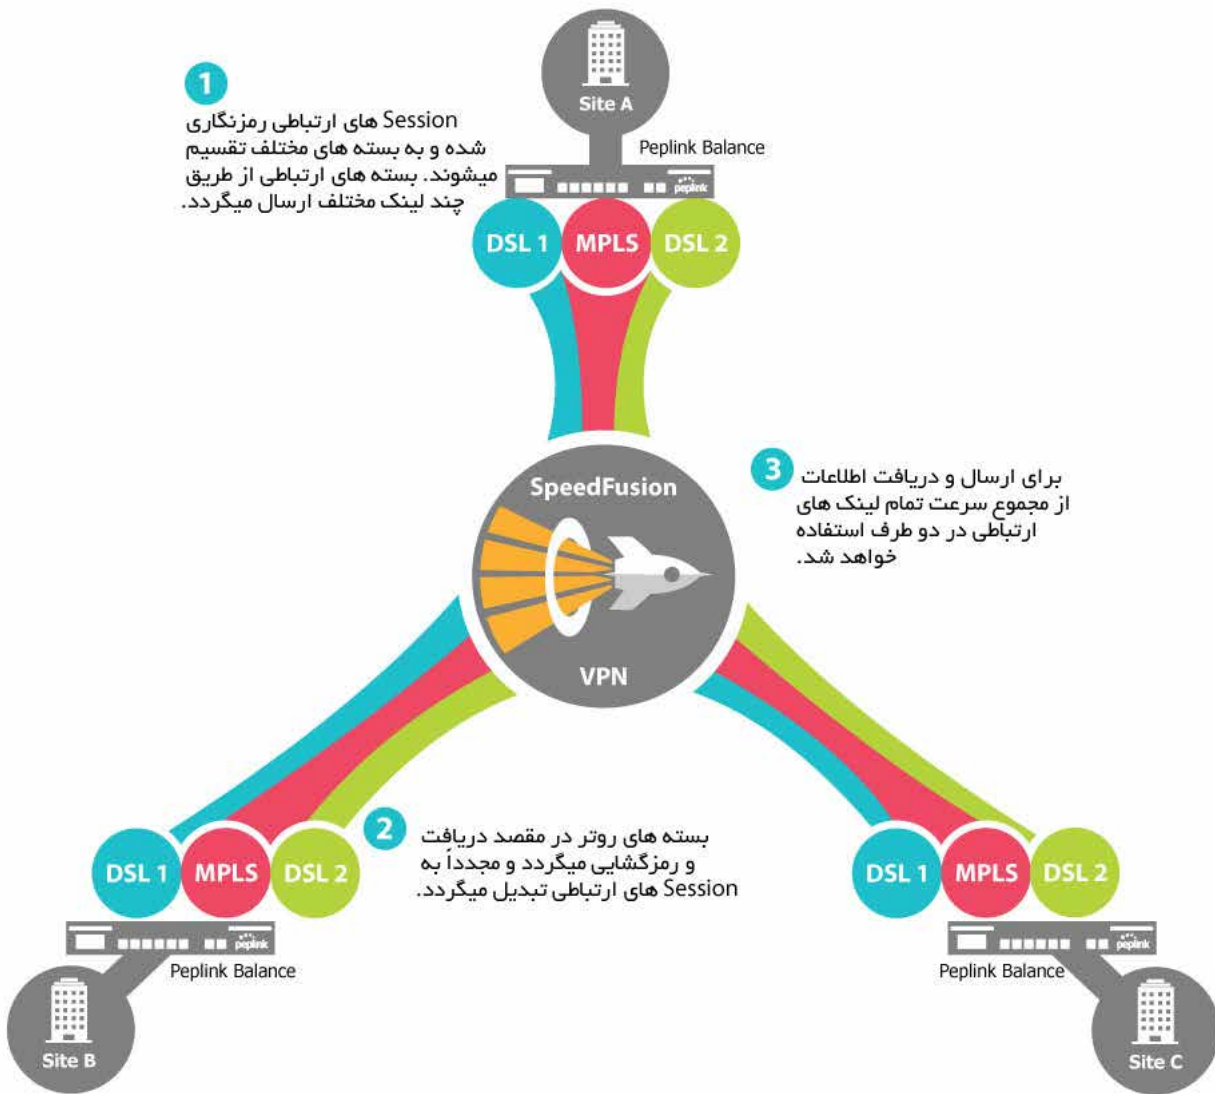 Site A
1
Session های ارتباطی رمزنگاری
شده و به بسته های مختلف تقسیم
میشوند. بسته های ارتباطی از طریق
چند لینک مختلف ارسال میگردد.
Peplink Balance
peplink
DSL 1 MPLS DSL 2
SpeedFusion
VPN
3
برای ارسال و دریافت اطلاعات
از مجموع سرعت تمام لینک های
ارتباطی در دو طرف استفاده
خواهد شد.
2
بسته های روتر در مقصد دریافت
و رمزگشایی میگردد و مجدداً به
Session های ارتباطی تبدیل میگردد.
DSL 1 MPLS DSL 2
peplink
Peplink Balance
Site B
DSL 1 MPLS DSL 2
peplink
Peplink Balance
Site C